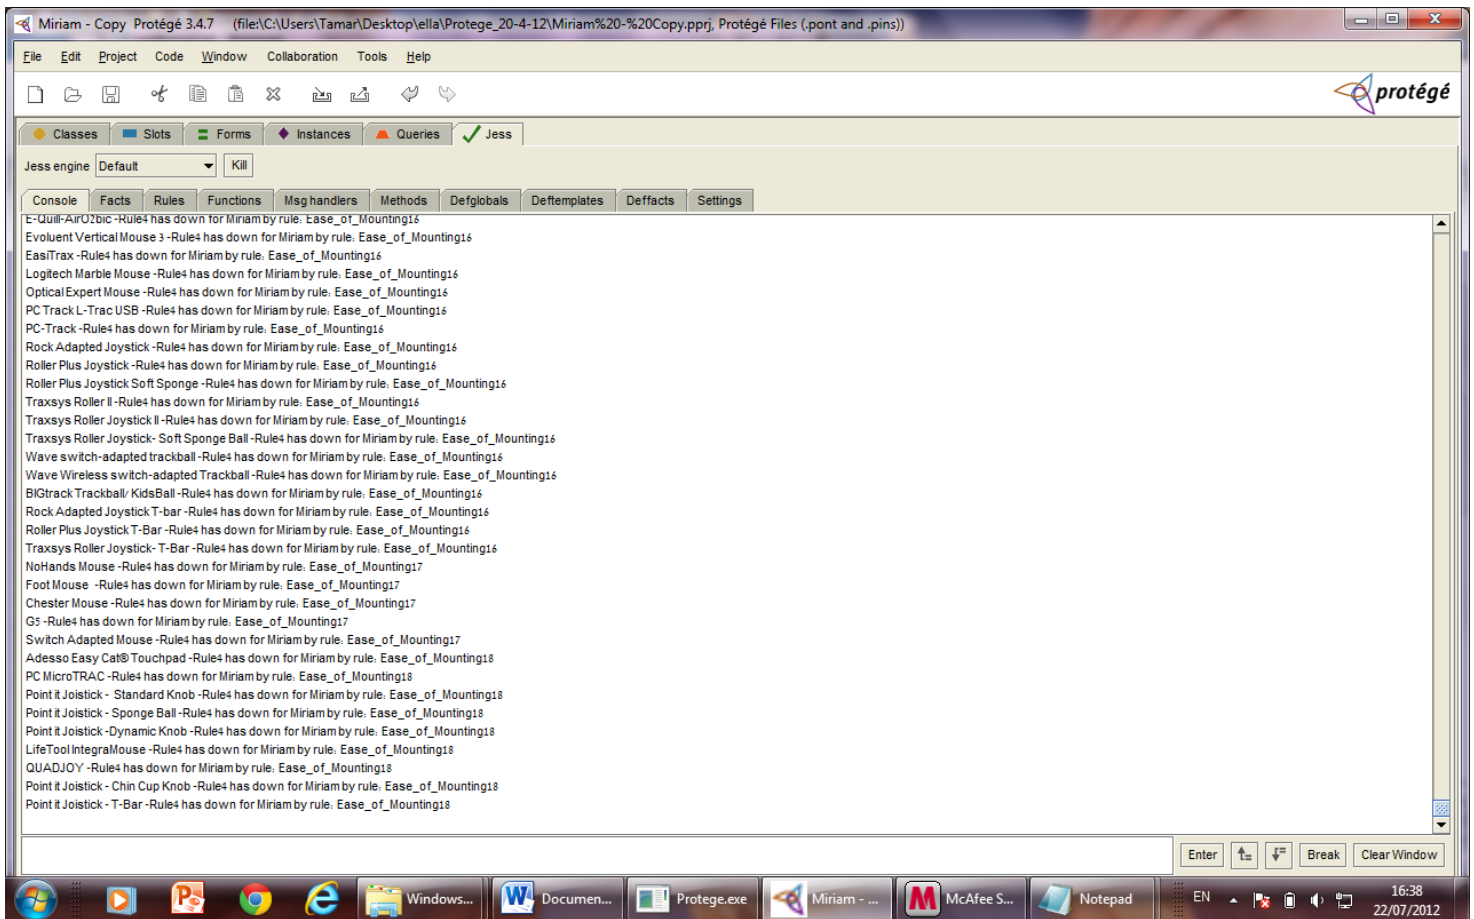 Miriam - Copy Protégé 3.4.7 (file:\C:\Users\Tamar\Desktop\ella\Protege_20-4-12\Miriam%20-%20Copy.pprj, Protégé Files (.pont and .pins))
File Edit Project Code Window Collaboration Tools Help
protégé
Classes Slots Forms Instances Queries Jess
Jess engine Default Kill
Console Facts Rules Functions Msg handlers Methods Defglobals Deftemplates Deffacts Settings
E-Quill-AirO2bic -Rule4 has down for Miriam by rule: Ease_of_Mounting16
Evoluent Vertical Mouse 3 -Rule4 has down for Miriam by rule: Ease_of_Mounting16
EasiTrax -Rule4 has down for Miriam by rule: Ease_of_Mounting16
Logitech Marble Mouse -Rule4 has down for Miriam by rule: Ease_of_Mounting16
Optical Expert Mouse -Rule4 has down for Miriam by rule: Ease_of_Mounting16
PC Track L-Trac USB -Rule4 has down for Miriam by rule: Ease_of_Mounting16
PC-Track -Rule4 has down for Miriam by rule: Ease_of_Mounting16
Rock Adapted Joystick -Rule4 has down for Miriam by rule: Ease_of_Mounting16
Roller Plus Joystick -Rule4 has down for Miriam by rule: Ease_of_Mounting16
Roller Plus Joystick Soft Sponge -Rule4 has down for Miriam by rule: Ease_of_Mounting16
Traxsys Roller II -Rule4 has down for Miriam by rule: Ease_of_Mounting16
Traxsys Roller Joystick II -Rule4 has down for Miriam by rule: Ease_of_Mounting16
Traxsys Roller Joystick- Soft Sponge Ball -Rule4 has down for Miriam by rule: Ease_of_Mounting16
Wave switch-adapted trackball -Rule4 has down for Miriam by rule: Ease_of_Mounting16
Wave Wireless switch-adapted Trackball -Rule4 has down for Miriam by rule: Ease_of_Mounting16
BIGtrack Trackball/ KidsBall -Rule4 has down for Miriam by rule: Ease_of_Mounting16
Rock Adapted Joystick T-bar -Rule4 has down for Miriam by rule: Ease_of_Mounting16
Roller Plus Joystick T-Bar -Rule4 has down for Miriam by rule: Ease_of_Mounting16
Traxsys Roller Joystick- T-Bar -Rule4 has down for Miriam by rule: Ease_of_Mounting16
NoHands Mouse -Rule4 has down for Miriam by rule: Ease_of_Mounting17
Foot Mouse -Rule4 has down for Miriam by rule: Ease_of_Mounting17
Chester Mouse -Rule4 has down for Miriam by rule: Ease_of_Mounting17
G5 -Rule4 has down for Miriam by rule: Ease_of_Mounting17
Switch Adapted Mouse -Rule4 has down for Miriam by rule: Ease_of_Mounting17
Adesso Easy Cat® Touchpad -Rule4 has down for Miriam by rule: Ease_of_Mounting18
PC MicroTRAC -Rule4 has down for Miriam by rule: Ease_of_Mounting18
Point it Joistick - Standard Knob -Rule4 has down for Miriam by rule: Ease_of_Mounting18
Point it Joistick - Sponge Ball -Rule4 has down for Miriam by rule: Ease_of_Mounting18
Point it Joistick -Dynamic Knob -Rule4 has down for Miriam by rule: Ease_of_Mounting18
LifeTool IntegraMouse -Rule4 has down for Miriam by rule: Ease_of_Mounting18
QUADJOY -Rule4 has down for Miriam by rule: Ease_of_Mounting18
Point it Joistick - Chin Cup Knob -Rule4 has down for Miriam by rule: Ease_of_Mounting18
Point it Joistick - T-Bar -Rule4 has down for Miriam by rule: Ease_of_Mounting18
Enter Break Clear Window
Windows... Documen... Protege.exe Miriam - ... McAfee S... Notepad EN 16:38
22/07/2012